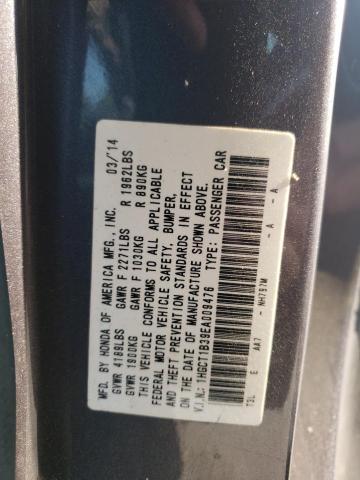 MFD. BY HONDA OF AMERICA MFG., INC. 03/14
GVWR 4189LBS GAWR F 2271LBS R 1962LBS
GVWR 1900KG GAWR F 1030KG R 890KG
THIS VEHICLE CONFORMS TO ALL APPLICABLE
FEDERAL MOTOR VEHICLE SAFETY, BUMPER,
AND THEFT PREVENTION STANDARDS IN EFFECT
ON THE DATE OF MANUFACTURE SHOWN ABOVE.
V.I.N.: 1HGCT1B39EA009476 TYPE: PASSENGER CAR
T3L E AA7 - NH797M - A - A - A